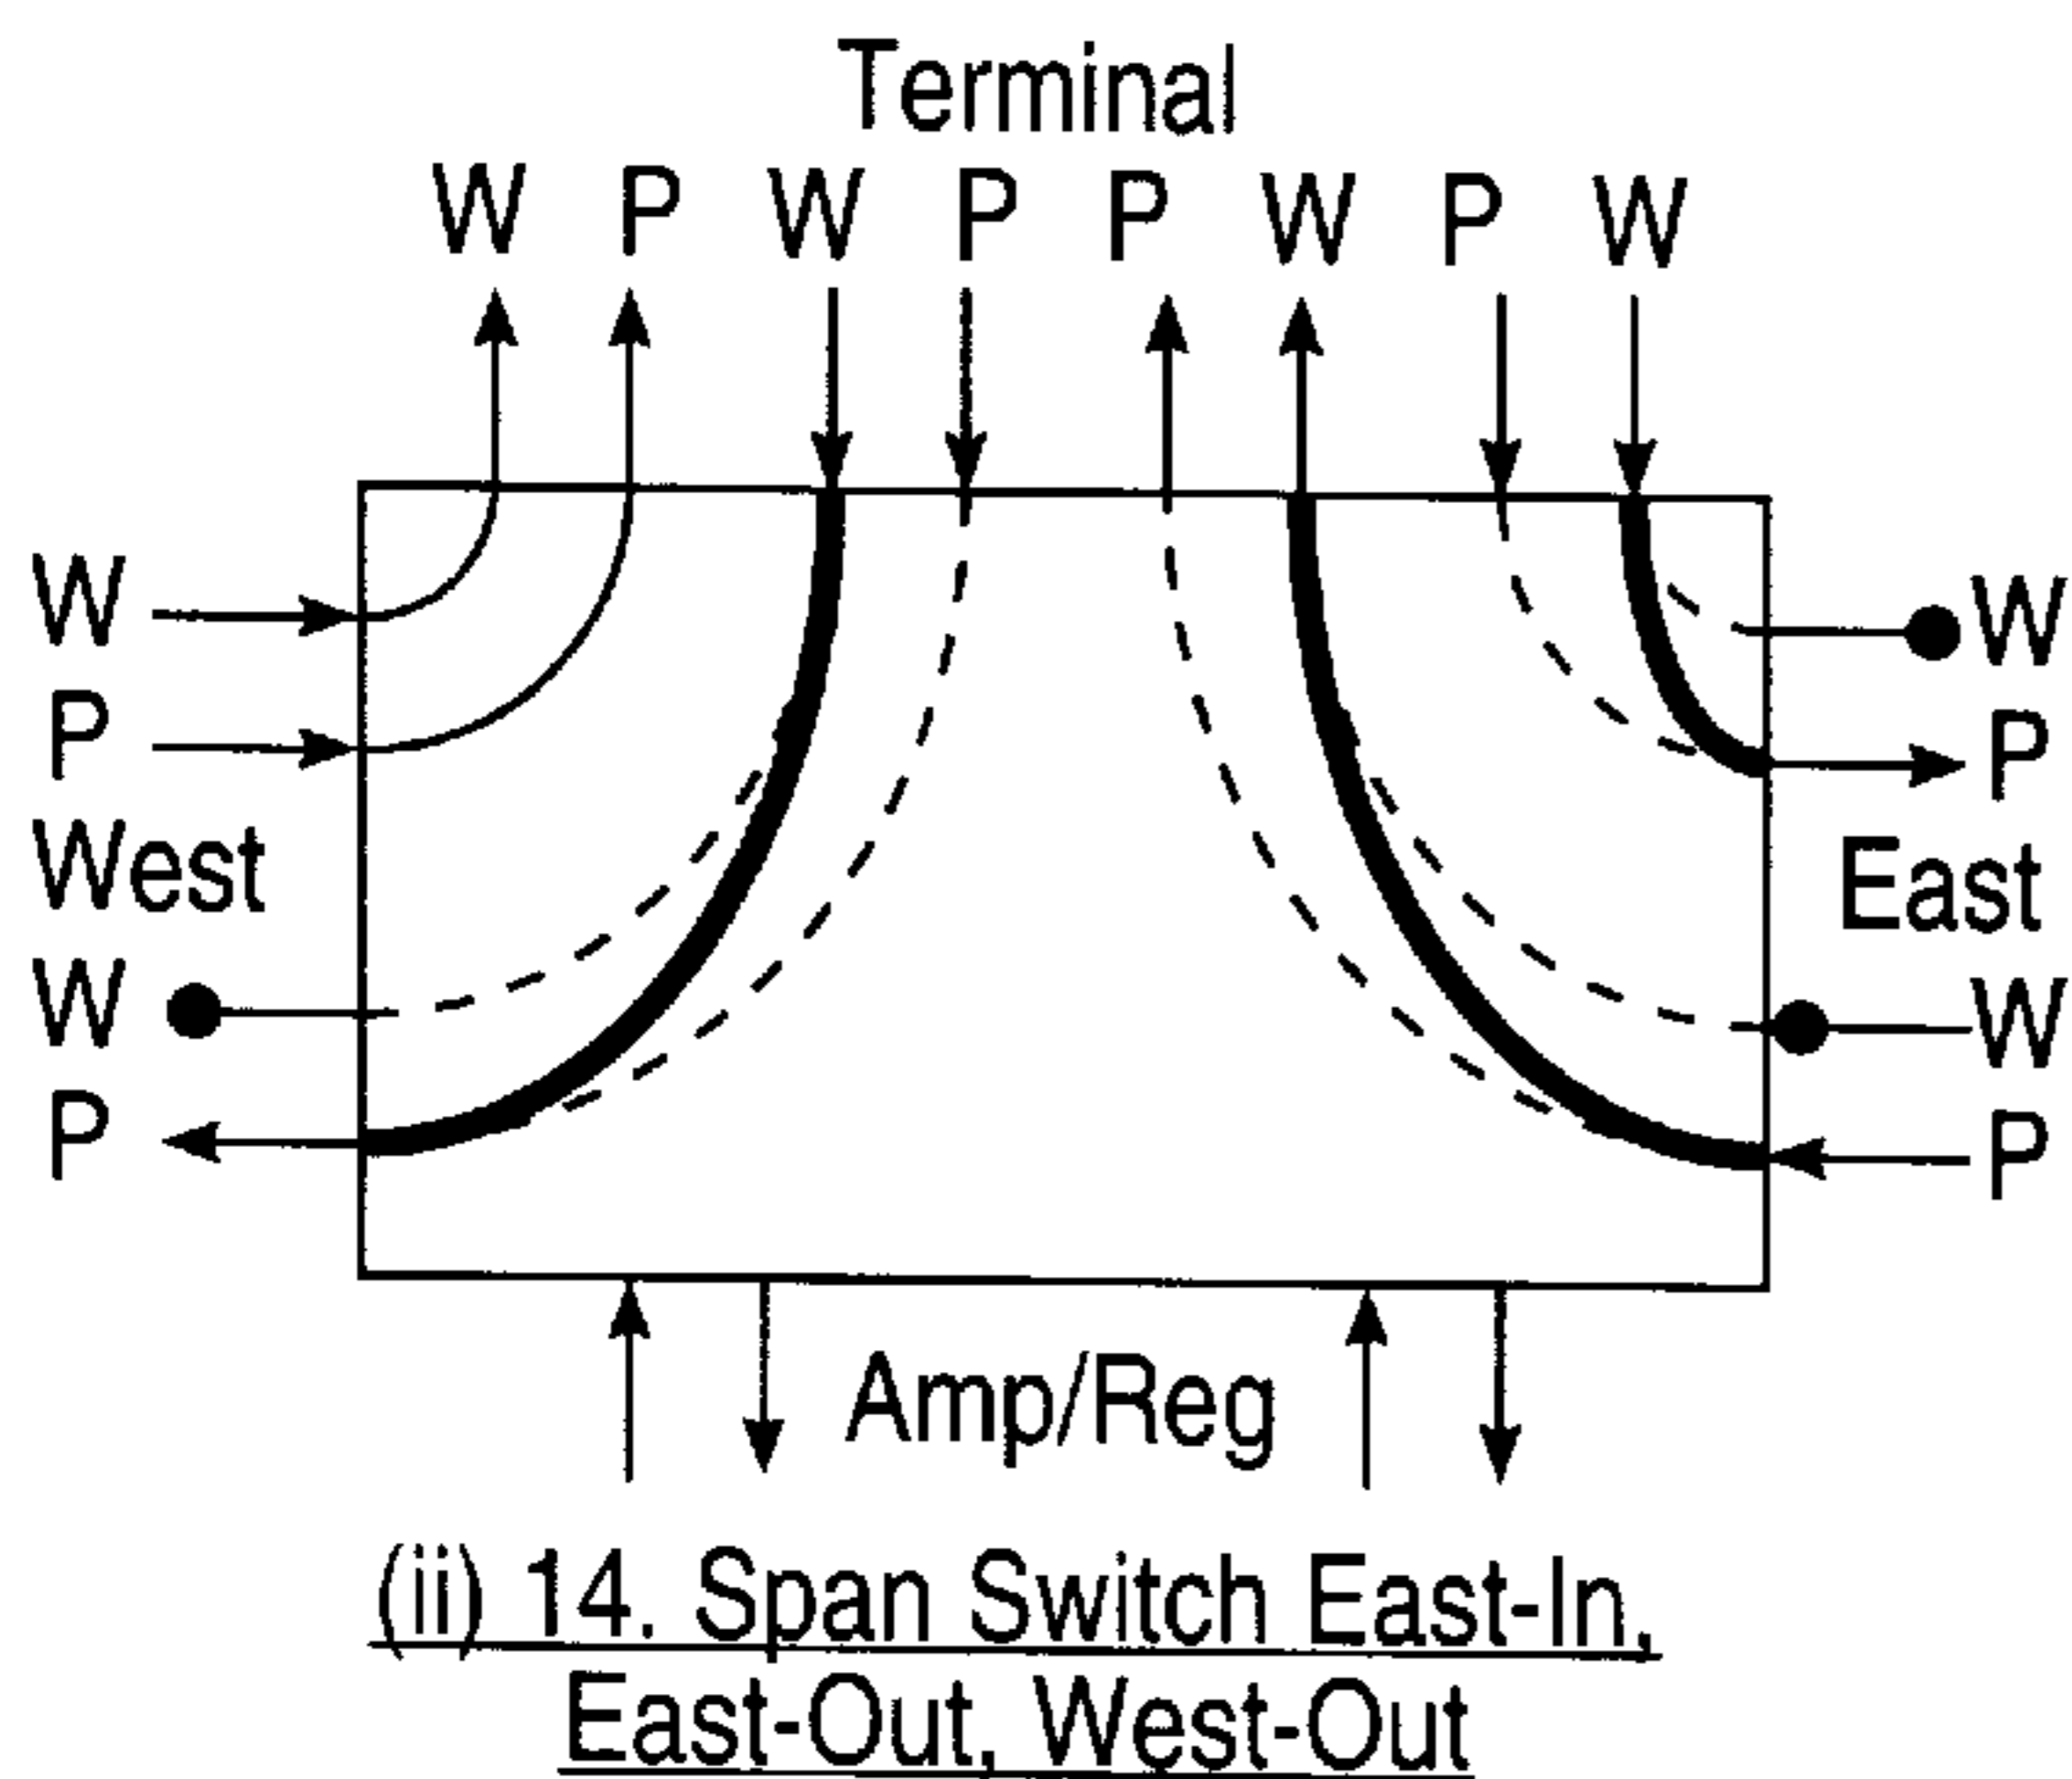 Terminal
W P W P P W P W
W W
P P
West East
W W
P P
Amp/Reg
(ii) 14. Span Switch East-In,
East-Out, West-Out